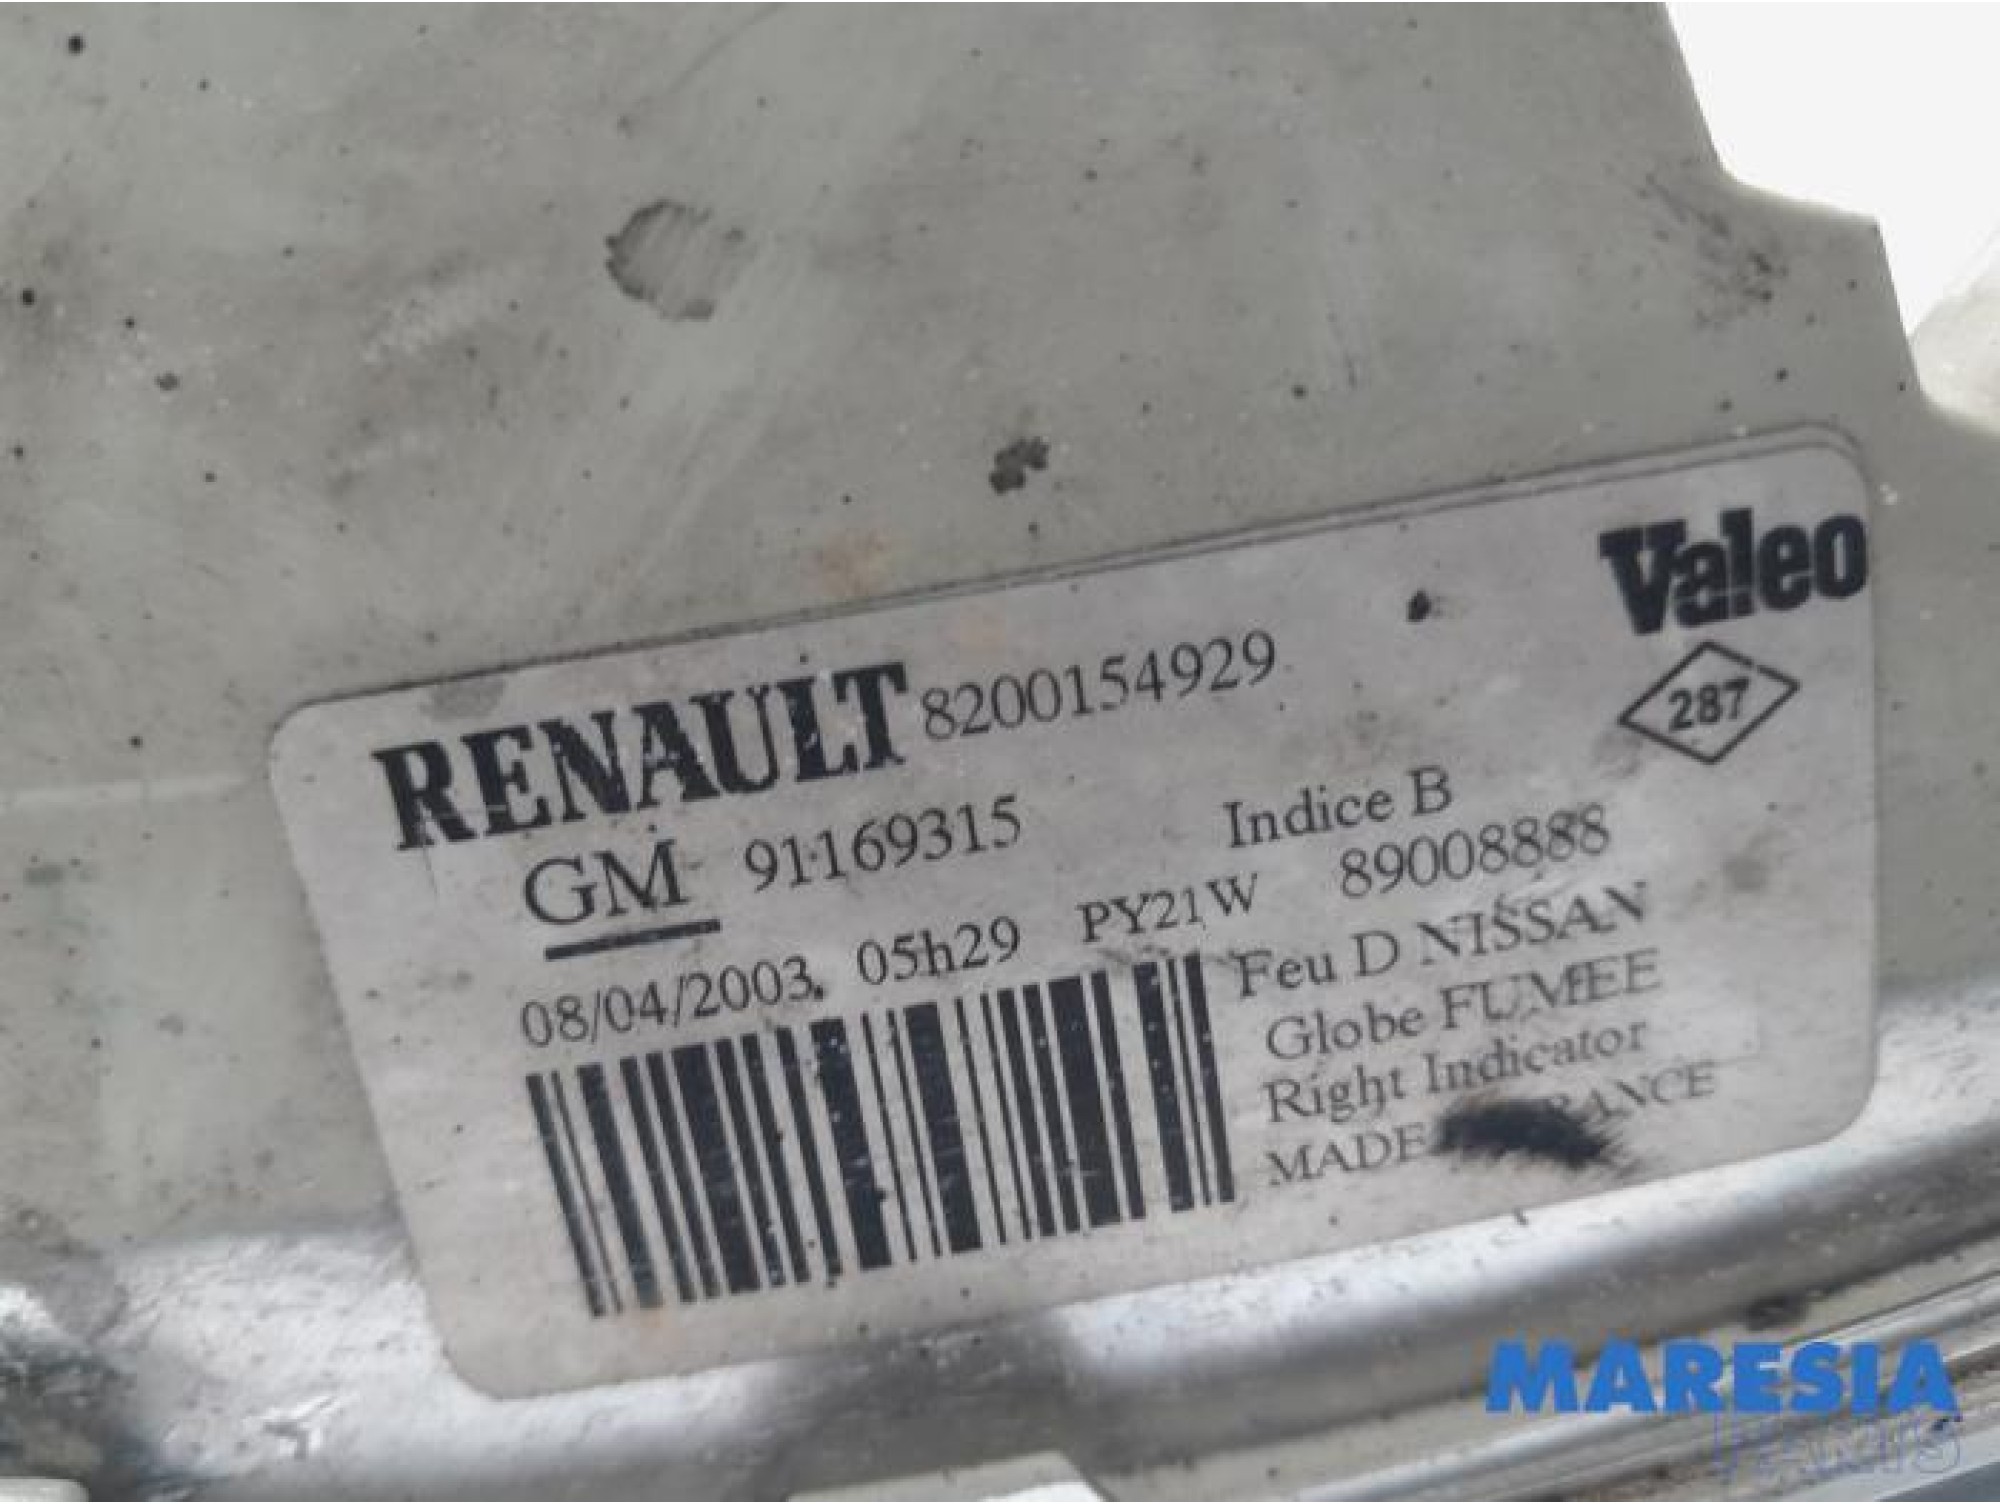 Valeo
RENAULT 8200154929
287
GM 91169315 Indice B
08/04/2003 05h29 PY21W 89008888
Feu D NISSAN
Globe FUMEE
Right Indicator
MADE
MARESIA
PARTS